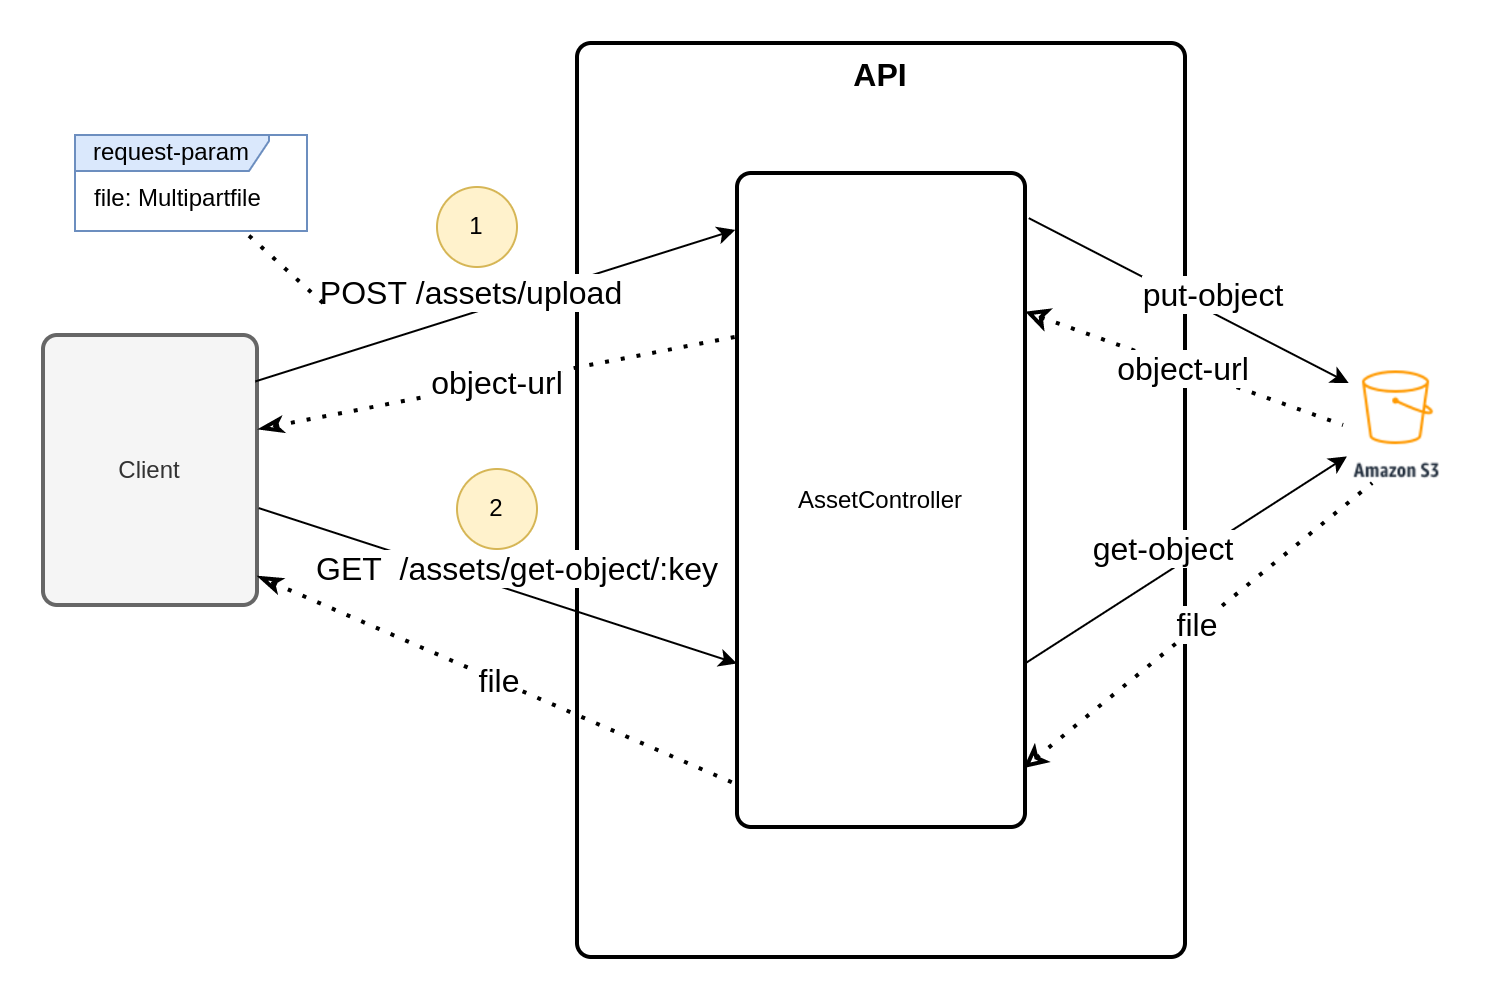 API
request-param
file: Multipartfile
1
POST /assets/upload
put-object
object-url
object-url
Client
Amazon S3
2
AssetController
GET  /assets/get-object/:key
get-object
file
file